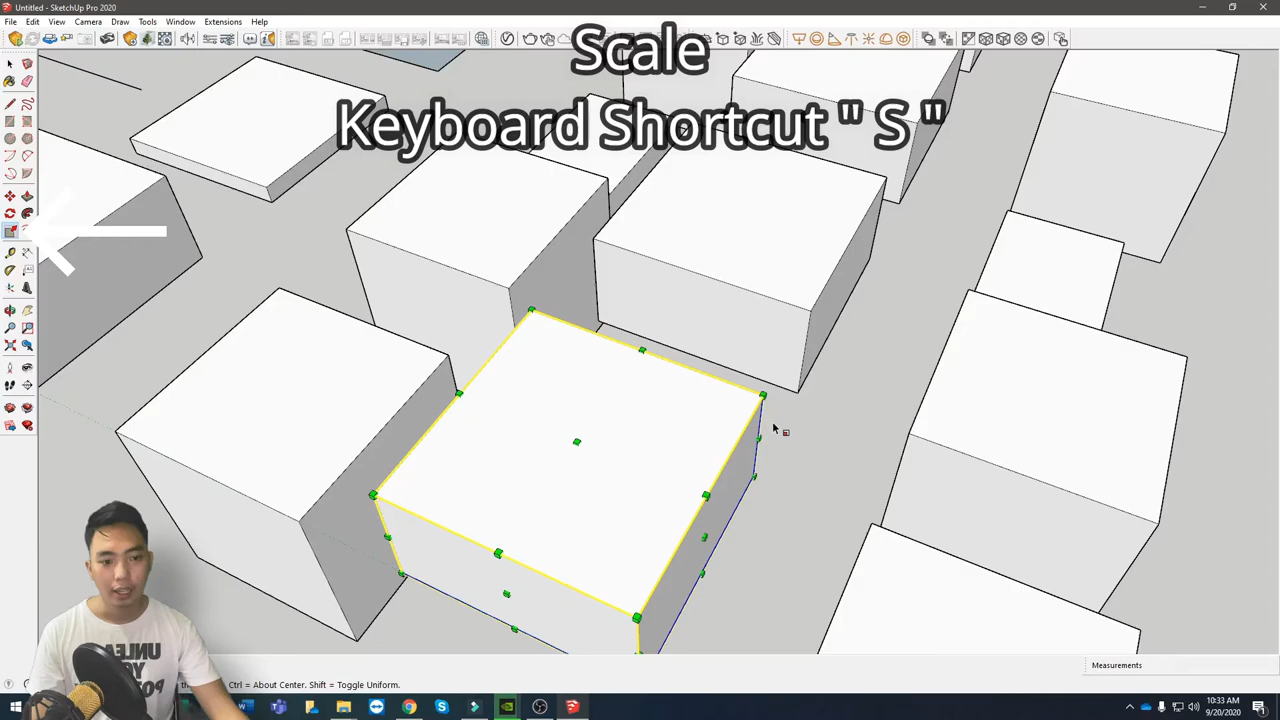 Untitled - SketchUp Pro 2020
File Edit View Camera Draw Tools Window Extensions Help
Scale
Keyboard Shortcut " S "
Measurements
Ctrl = About Center. Shift = Toggle Uniform.
10:33 AM
9/20/2020